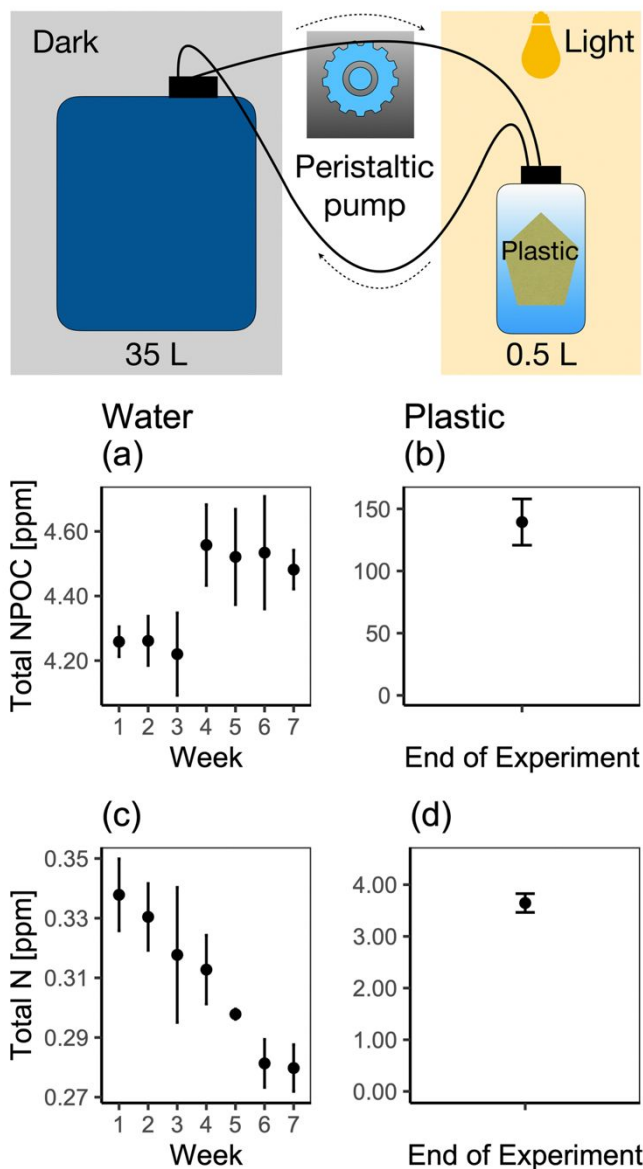 Dark
Light
Peristaltic
pump
Plastic
35 L
0.5 L
Water
Plastic
(a)
(b)
Total NPOC [ppm]
4.60
4.40
4.20
1 2 3 4 5 6 7
Week
150
100
50
0
End of Experiment
(c)
(d)
Total N [ppm]
0.35
0.33
0.31
0.29
0.27
1 2 3 4 5 6 7
Week
4.00
3.00
2.00
1.00
0.00
End of Experiment